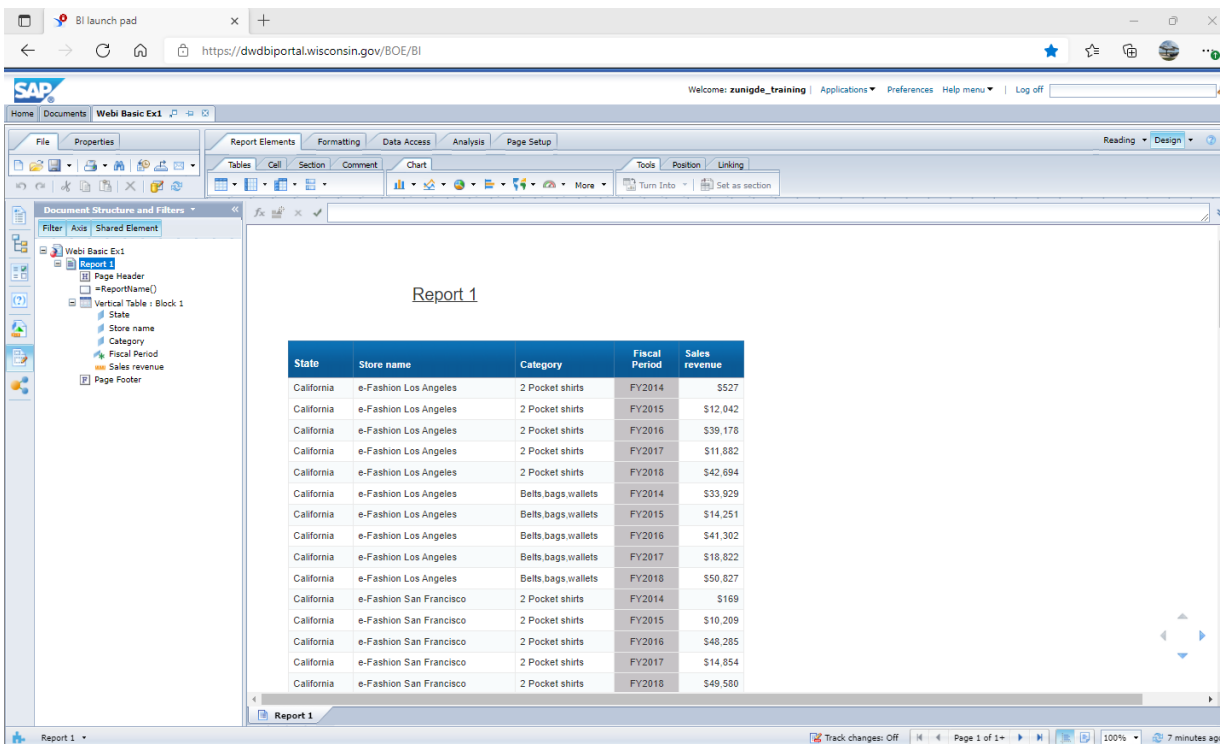 BI launch pad
https://dwdbiportal.wisconsin.gov/BOE/BI
SAP
Welcome: zunigde_training | Applications Preferences Help menu | Log off
Home Documents Webi Basic Ex1
File Properties Report Elements Formatting Data Access Analysis Page Setup Reading Design
Tables Cell Section Comment Chart Tools Position Linking
More Turn Into Set as section
Document Structure and Filters
Filter Axis Shared Element
Webi Basic Ex1
Report 1
Page Header
=ReportName()
Vertical Table : Block 1
State
Store name
Category
Fiscal Period
Sales revenue
Page Footer
Report 1
State Store name Category Fiscal Period Sales revenue
California e-Fashion Los Angeles 2 Pocket shirts FY2014 $527
California e-Fashion Los Angeles 2 Pocket shirts FY2015 $12,042
California e-Fashion Los Angeles 2 Pocket shirts FY2016 $39,178
California e-Fashion Los Angeles 2 Pocket shirts FY2017 $11,882
California e-Fashion Los Angeles 2 Pocket shirts FY2018 $42,694
California e-Fashion Los Angeles Belts,bags,wallets FY2014 $33,929
California e-Fashion Los Angeles Belts,bags,wallets FY2015 $14,251
California e-Fashion Los Angeles Belts,bags,wallets FY2016 $41,302
California e-Fashion Los Angeles Belts,bags,wallets FY2017 $18,822
California e-Fashion Los Angeles Belts,bags,wallets FY2018 $50,827
California e-Fashion San Francisco 2 Pocket shirts FY2014 $169
California e-Fashion San Francisco 2 Pocket shirts FY2015 $10,209
California e-Fashion San Francisco 2 Pocket shirts FY2016 $48,285
California e-Fashion San Francisco 2 Pocket shirts FY2017 $14,854
California e-Fashion San Francisco 2 Pocket shirts FY2018 $49,580
Report 1
Report 1 Track changes: Off Page 1 of 1+ 100% 7 minutes ago